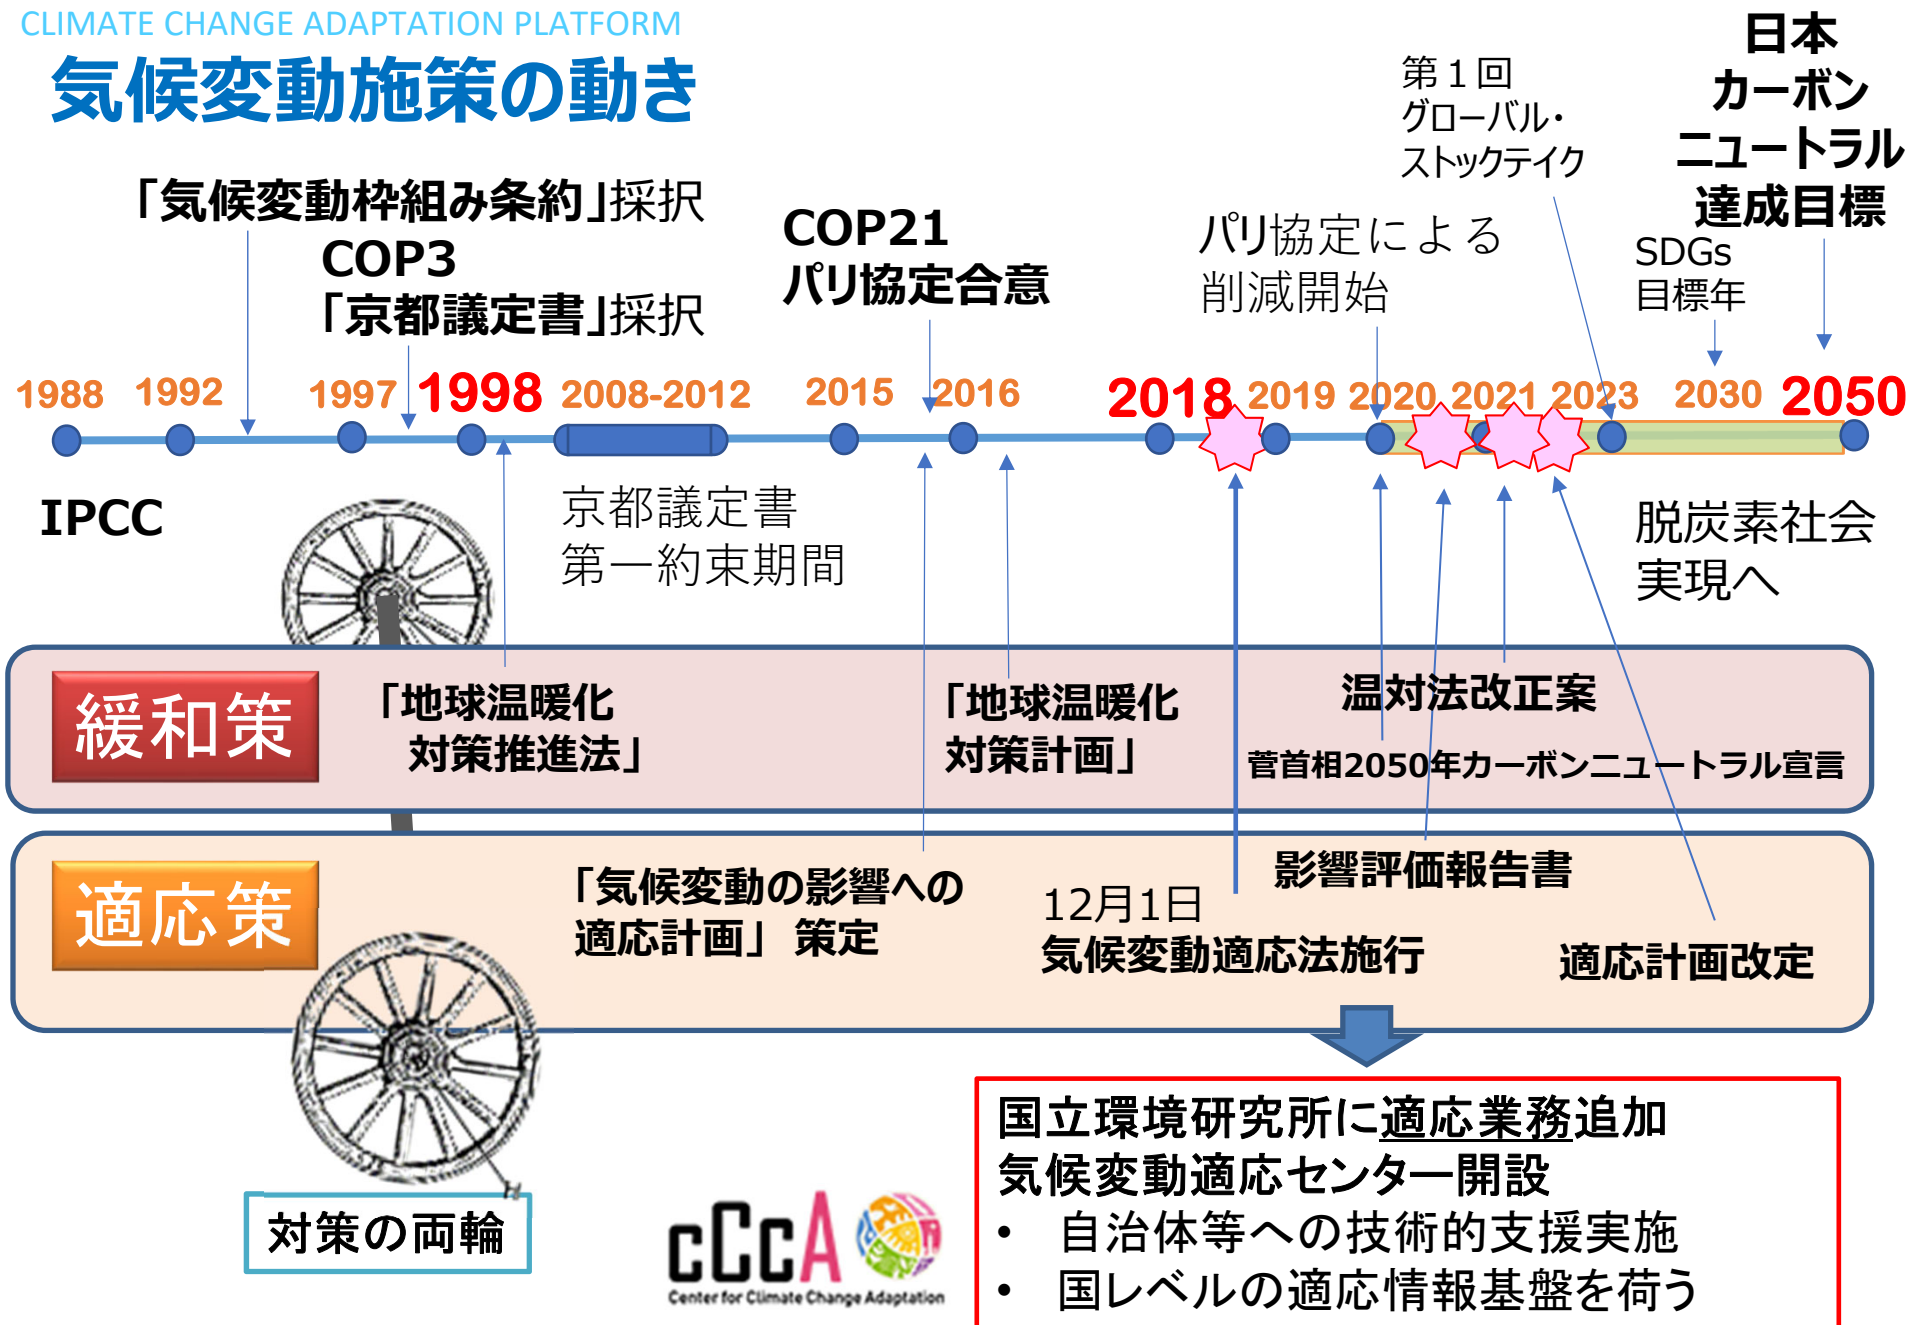 CLIMATE CHANGE ADAPTATION PLATFORM
気候変動施策の動き
「気候変動枠組み条約」採択
COP3
「京都議定書」採択
COP21
パリ協定合意
パリ協定による
削減開始
第1回
グローバル・
ストックテイク
SDGs
目標年
日本
カーボン
ニュートラル
達成目標
1988 1992 1997 1998 2008-2012 2015 2016 2018 2019 2020 2021 2023 2030 2050
IPCC
京都議定書
第一約束期間
脱炭素社会
実現へ
緩和策
「地球温暖化
対策推進法」
「地球温暖化
対策計画」
温対法改正案
菅首相2050年カーボンニュートラル宣言
適応策
「気候変動の影響への
適応計画」策定
12月1日
気候変動適応法施行
影響評価報告書
適応計画改定
対策の両輪
cCcA
Center for Climate Change Adaptation
国立環境研究所に適応業務追加
気候変動適応センター開設
• 自治体等への技術的支援実施
• 国レベルの適応情報基盤を荷う